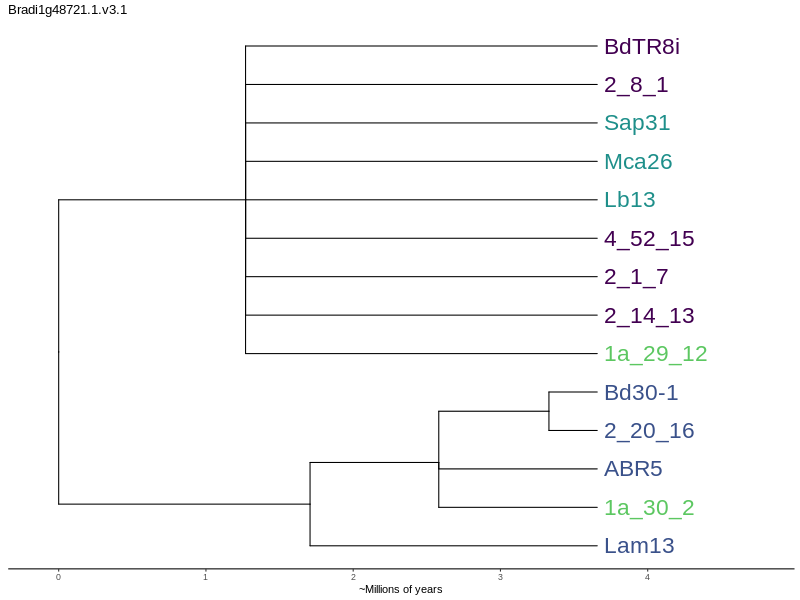 Bradi1g48721.1.v3.1
BdTR8i
2_8_1
Sap31
Mca26
Lb13
4_52_15
2_1_7
2_14_13
1a_29_12
Bd30-1
2_20_16
ABR5
1a_30_2
Lam13
0 1 2 3 4
~Millions of years